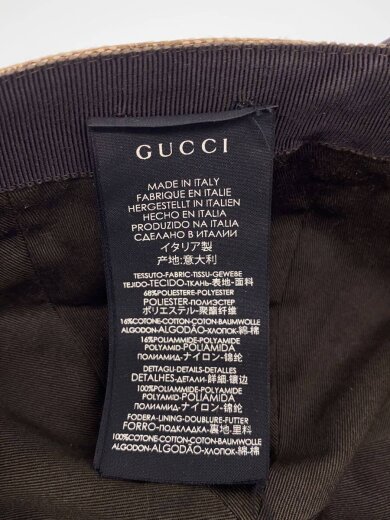 GUCCI
MADE IN ITALY
FABRIQUE EN ITALIE
HERGESTELLT IN ITALIEN
HECHO EN ITALIA
PRODUZIDO NA ITALIA
СДЕЛАНО В ИТАЛИИ
イタリア製
产地:意大利
TESSUTO-FABRIC-TISSU-GEWEBE
TEJIDO-TECIDO-ТКАНЬ-表地-面料
68%POLIESTERE-POLYESTER
POLIESTER-ПОЛИЭСТЕР
ポリエステル-聚酯纤维
16%COTONE-COTTON-COTON-BAUMWOLLE
ALGODON-ALGODÃO-ХЛОПОК-綿-棉
16%POLIAMMIDE-POLYAMIDE
POLYAMID-POLIAMIDA
ПОЛИАМИД-ナイロン-锦纶
DETTAGLI-DETAILS-DETALLES
DETALHES-ДЕТАЛИ-詳細-镶边
100%POLIAMMIDE-POLYAMIDE
POLYAMID-POLIAMIDA
ПОЛИАМИД-ナイロン-锦纶
FODERA-LINING-DOUBLURE-FUTTER
FORRO-ПОДКЛАДКА-裏地-里料
100%COTONE-COTTON-COTON-BAUMWOLLE
ALGODON-ALGODÃO-ХЛОПОК-綿-棉